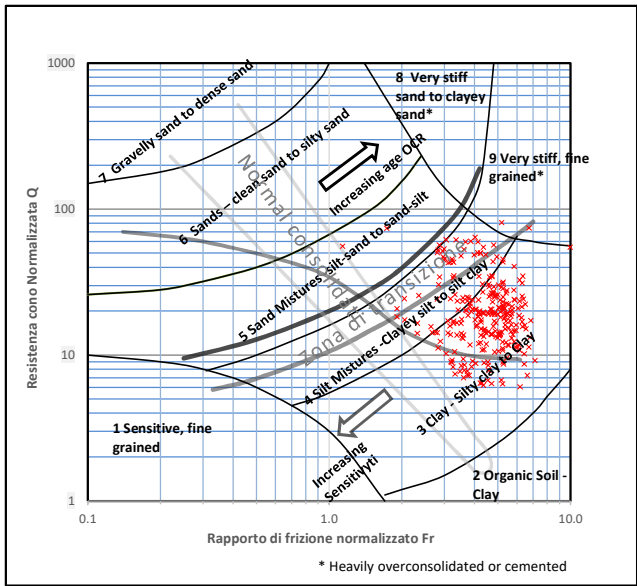 1000
100
10
1
0.1
1.0
10.0
Resistenza cono Normalizzata Q
Rapporto di frizione normalizzato Fr
7 Gravelly sand to dense sand
6 Sands – clean sand to silty sand
Normal consolidat
Increasing age OCR
8 Very stiff
sand to clayey
sand*
9 Very stiff, fine
grained*
5 Sand Mixtures, silt-sand to sand-silt
Zona di transizione
4 Silt Mixtures -Clayey silt to silt clay
3 Clay - Silty clay to Clay
1 Sensitive, fine
grained
Increasing
Sensitivyti
2 Organic Soil -
Clay
* Heavily overconsolidated or cemented